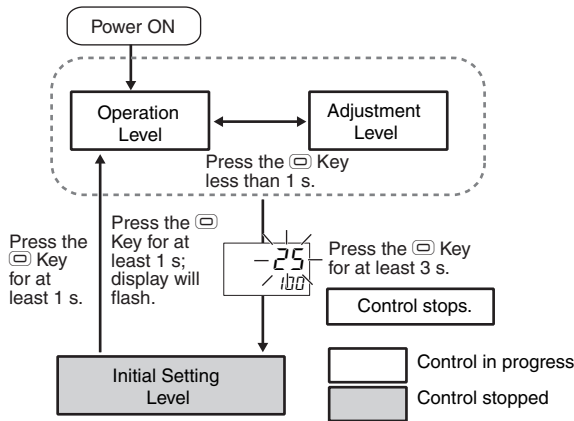 Power ON
Operation
Level
Adjustment
Level
Press the Key
less than 1 s.
Press the
Key
for at
least 1 s.
Press the
Key for at
least 1 s;
display will
flash.
25
100
Press the Key
for at least 3 s.
Control stops.
Initial Setting
Level
Control in progress
Control stopped